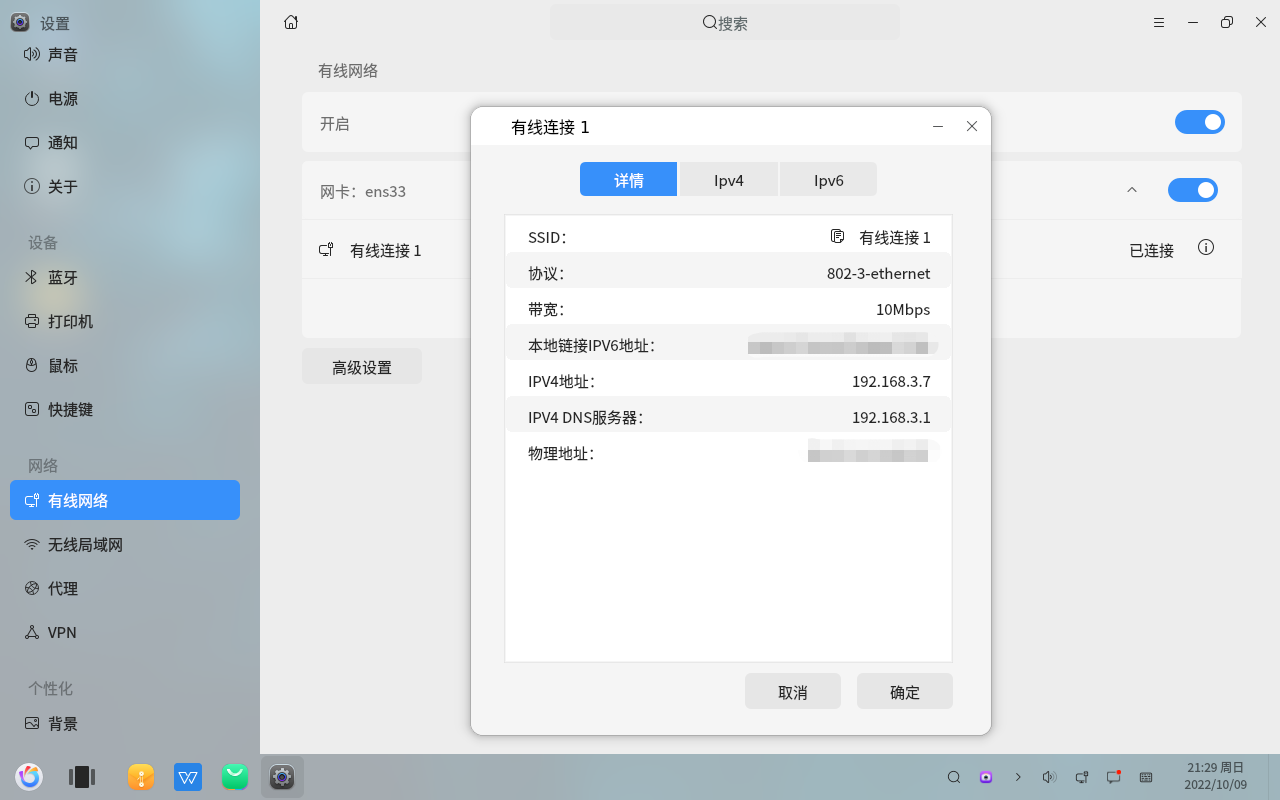 设置
声音
电源
通知
关于
设备
蓝牙
打印机
鼠标
快捷键
网络
有线网络
无线局域网
代理
VPN
个性化
背景
搜索
有线网络
开启
网卡：ens33
有线连接 1
已连接
高级设置
有线连接 1
详情
Ipv4
Ipv6
SSID： 有线连接 1
协议： 802-3-ethernet
带宽： 10Mbps
本地链接IPV6地址：
IPV4地址： 192.168.3.7
IPV4 DNS服务器： 192.168.3.1
物理地址：
取消
确定
21:29 周日
2022/10/09